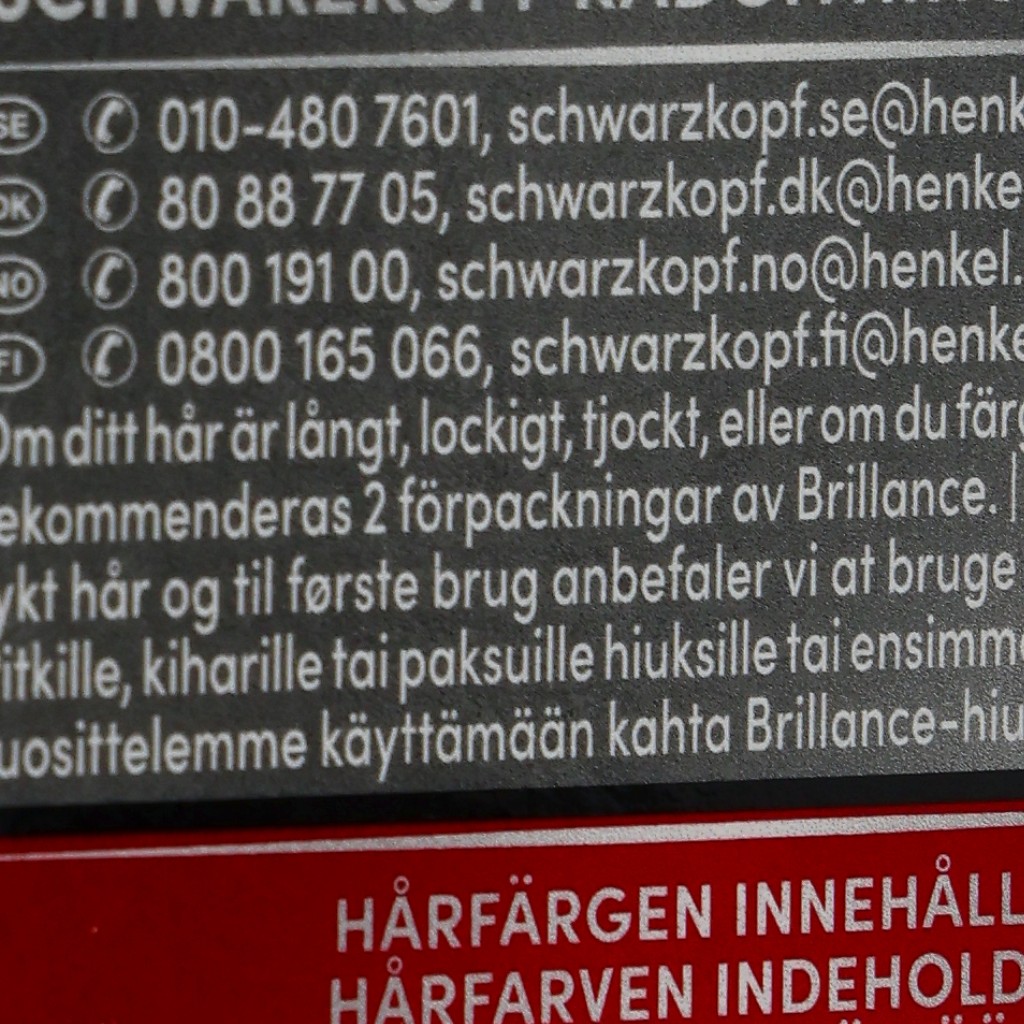 SCHWARZKOPF
SE 010-480 7601, schwarzkopf.se@henk
DK 80 88 77 05, schwarzkopf.dk@henke
NO 800 191 00, schwarzkopf.no@henkel.
FI 0800 165 066, schwarzkopf.fi@henke
Om ditt hår är långt, lockigt, tjockt, eller om du färg
ekommenderas 2 förpackningar av Brillance. |
ykt hår og til første brug anbefaler vi at bruge
itkille, kiharille tai paksuille hiuksille tai ensimm
uosittelemme käyttämään kahta Brillance-hiu
HÅRFÄRGEN INNEHÅLL
HÅRFARVEN INDEHOLD